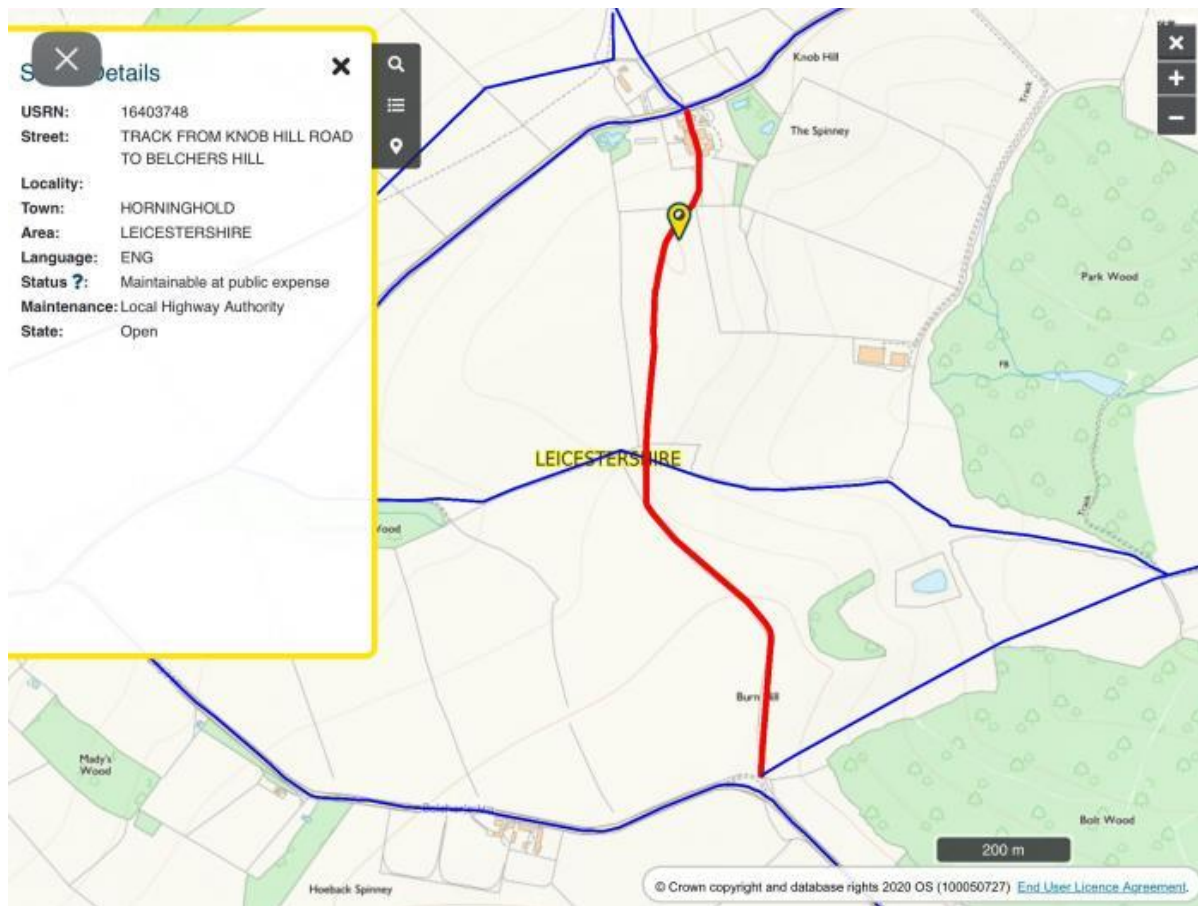 Details
USRN: 16403748
Street: TRACK FROM KNOB HILL ROAD
TO BELCHERS HILL
Locality:
Town: HORNINGHOLD
Area: LEICESTERSHIRE
Language: ENG
Status ?: Maintainable at public expense
Maintenance: Local Highway Authority
State: Open
Knob Hill
Track
The Spinney
Park Wood
FB
LEICESTERSHIRE
Track
Wood
Burn Hill
Mady's
Wood
Bolt Wood
200 m
Hoeback Spinney
© Crown copyright and database rights 2020 OS (100050727) End User Licence Agreement.